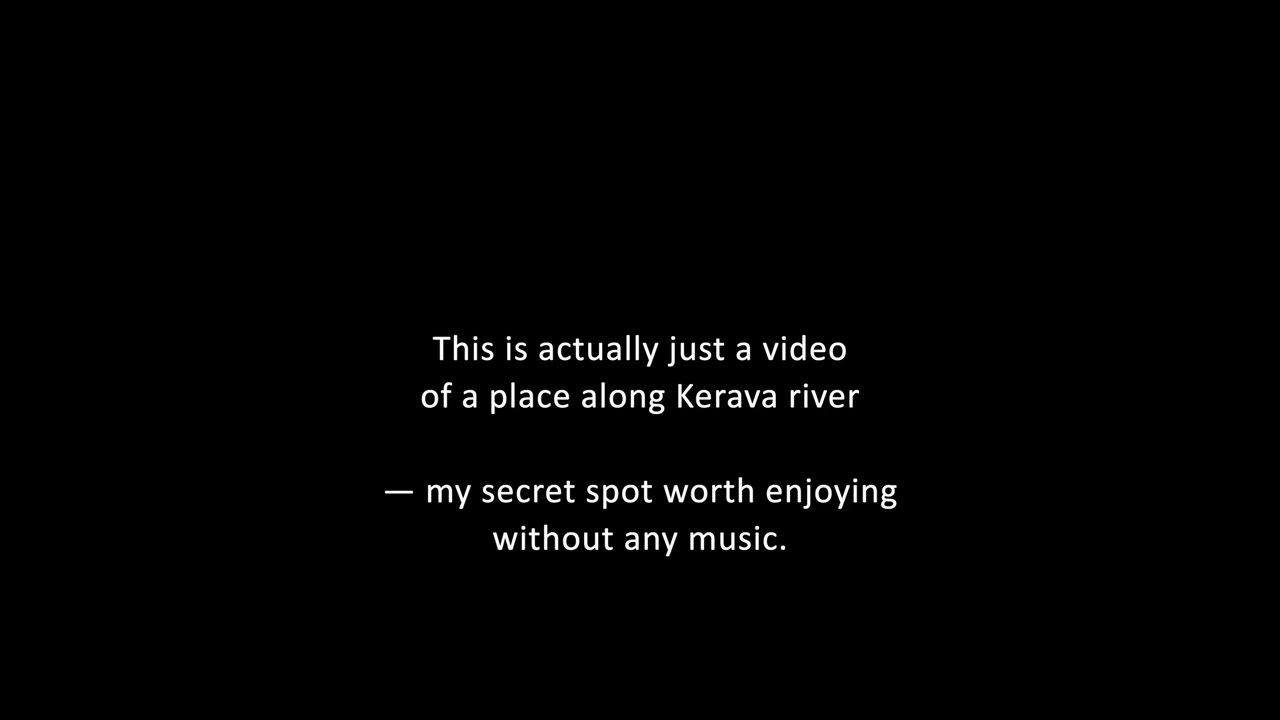 This is actually just a video
of a place along Kerava river
— my secret spot worth enjoying
without any music.